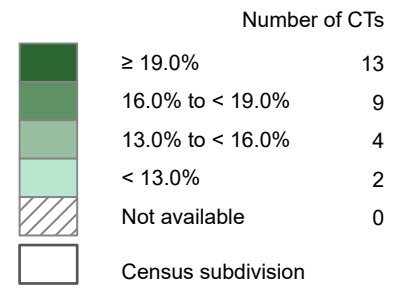 Number of CTs
≥ 19.0% 13
16.0% to < 19.0% 9
13.0% to < 16.0% 4
< 13.0% 2
Not available 0
Census subdivision